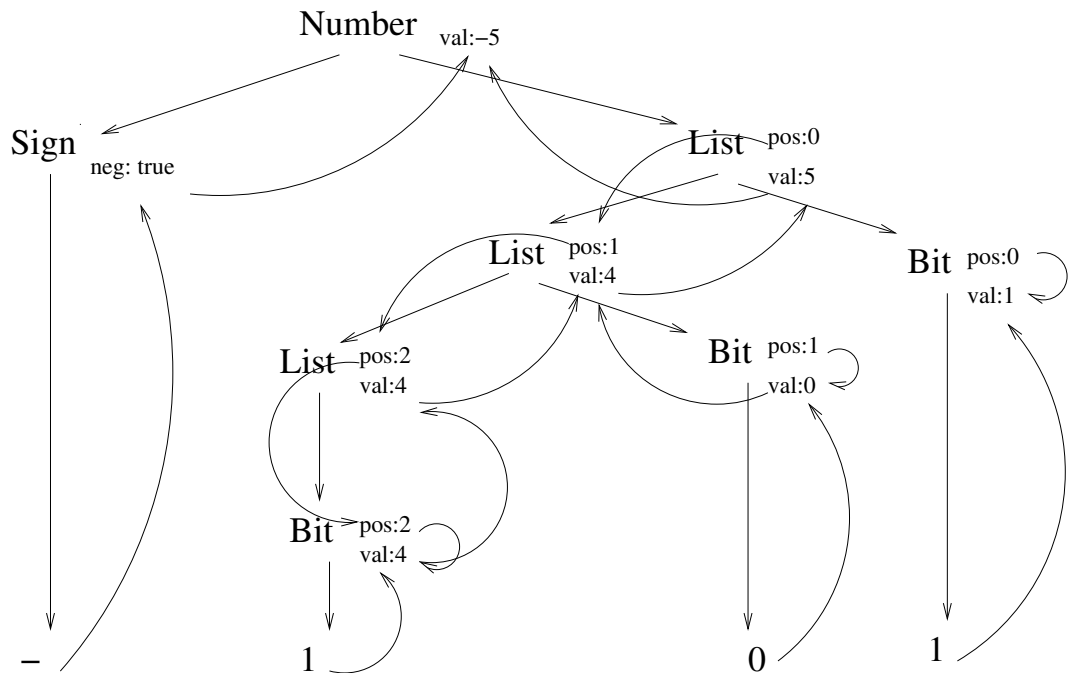 Number
val:−5
Sign
neg: true
List
pos:0
val:5
List
pos:1
val:4
Bit
pos:0
val:1
List
pos:2
val:4
Bit
pos:1
val:0
Bit
pos:2
val:4
−
1
0
1